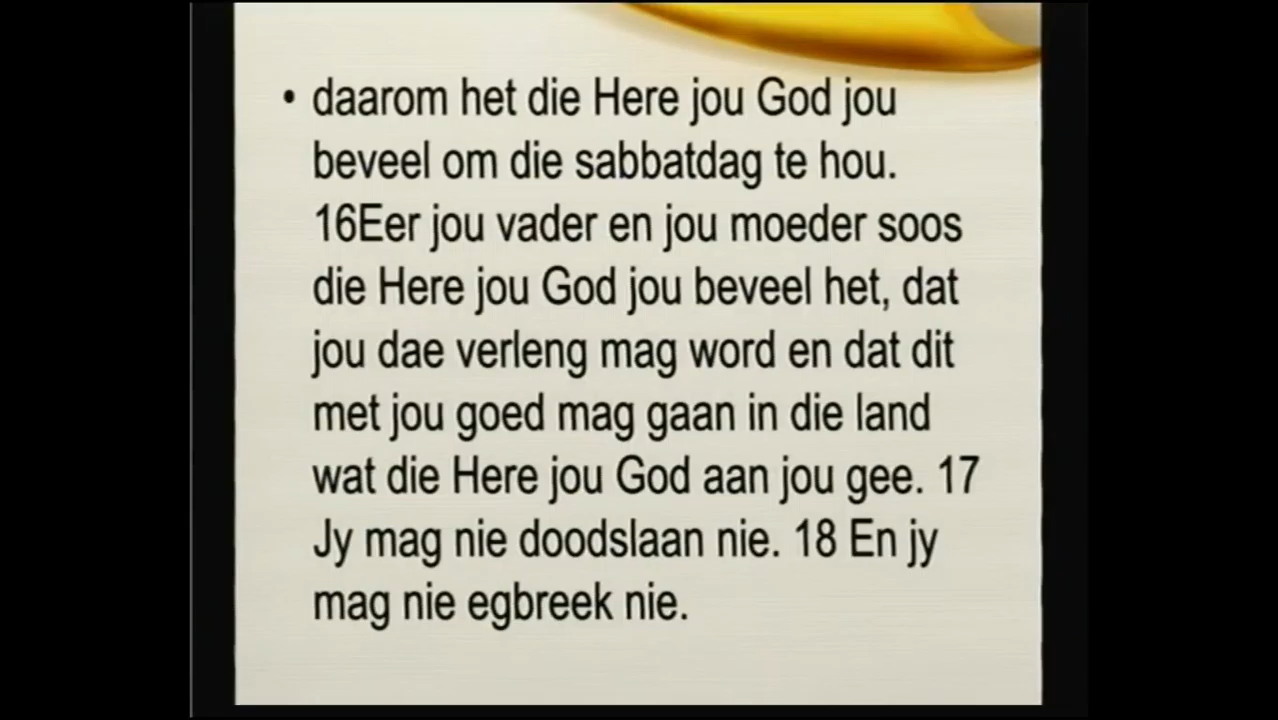 • daarom het die Here jou God jou
beveel om die sabbatdag te hou.
16Eer jou vader en jou moeder soos
die Here jou God jou beveel het, dat
jou dae verleng mag word en dat dit
met jou goed mag gaan in die land
wat die Here jou God aan jou gee. 17
Jy mag nie doodslaan nie. 18 En jy
mag nie egbreek nie.